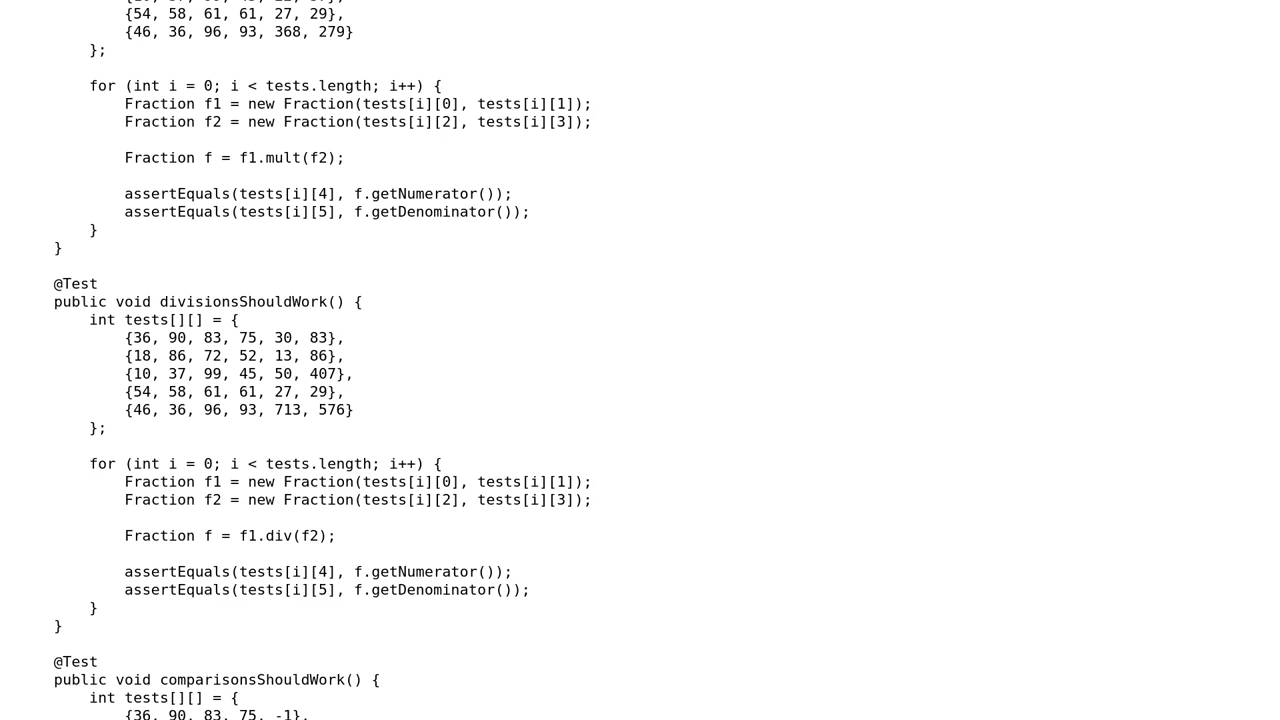 {54, 58, 61, 61, 27, 29},
{46, 36, 96, 93, 368, 279}
};
for (int i = 0; i < tests.length; i++) {
Fraction f1 = new Fraction(tests[i][0], tests[i][1]);
Fraction f2 = new Fraction(tests[i][2], tests[i][3]);
Fraction f = f1.mult(f2);
assertEquals(tests[i][4], f.getNumerator());
assertEquals(tests[i][5], f.getDenominator());
}
}
@Test
public void divisionsShouldWork() {
int tests[][] = {
{36, 90, 83, 75, 30, 83},
{18, 86, 72, 52, 13, 86},
{10, 37, 99, 45, 50, 407},
{54, 58, 61, 61, 27, 29},
{46, 36, 96, 93, 713, 576}
};
for (int i = 0; i < tests.length; i++) {
Fraction f1 = new Fraction(tests[i][0], tests[i][1]);
Fraction f2 = new Fraction(tests[i][2], tests[i][3]);
Fraction f = f1.div(f2);
assertEquals(tests[i][4], f.getNumerator());
assertEquals(tests[i][5], f.getDenominator());
}
}
@Test
public void comparisonsShouldWork() {
int tests[][] = {
{36, 90, 83, 75, -1},